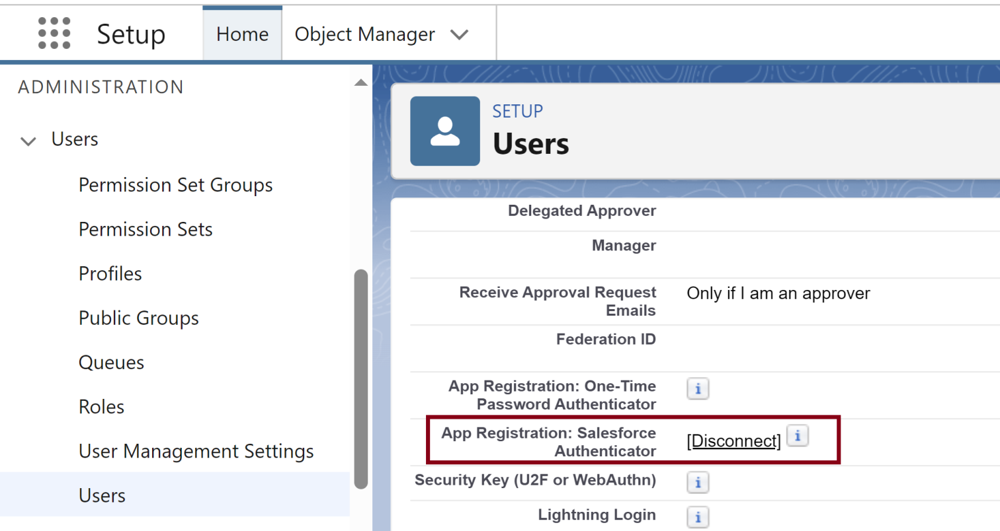 Setup
Home
Object Manager
ADMINISTRATION
Users
Permission Set Groups
Permission Sets
Profiles
Public Groups
Queues
Roles
User Management Settings
Users
SETUP
Users
Delegated Approver
Manager
Receive Approval Request
Emails
Only if I am an approver
Federation ID
App Registration: One-Time
Password Authenticator
i
App Registration: Salesforce
Authenticator
[Disconnect] i
Security Key (U2F or WebAuthn) i
Lightning Login i